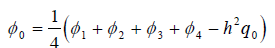 ϕ₀ = 1/4 (ϕ₁ + ϕ₂ + ϕ₃ + ϕ₄ − h²q₀)